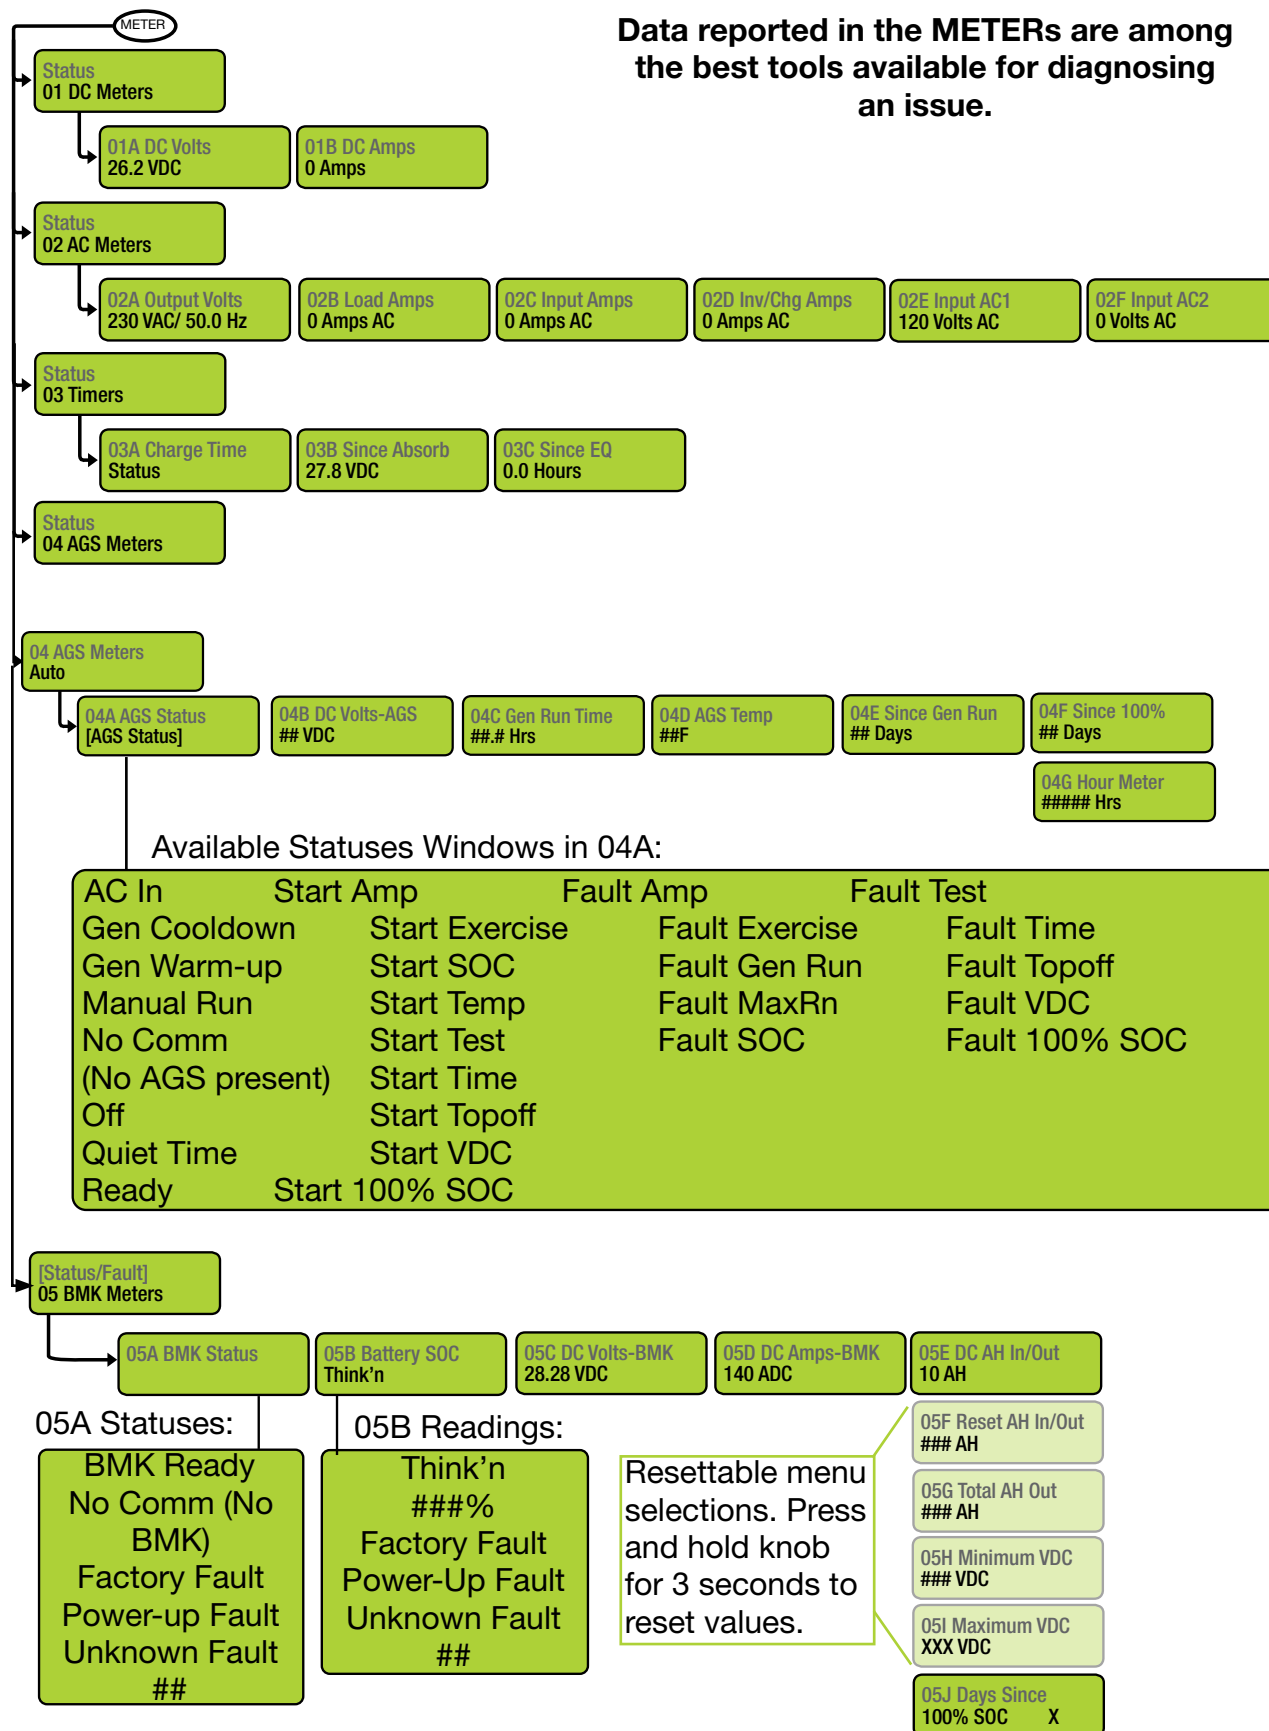 METER
Data reported in the METERs are among
the best tools available for diagnosing
an issue.
Status
01 DC Meters
01A DC Volts
26.2 VDC
01B DC Amps
0 Amps
Status
02 AC Meters
02A Output Volts
230 VAC/ 50.0 Hz
02B Load Amps
0 Amps AC
02C Input Amps
0 Amps AC
02D Inv/Chg Amps
0 Amps AC
02E Input AC1
120 Volts AC
02F Input AC2
0 Volts AC
Status
03 Timers
03A Charge Time
Status
03B Since Absorb
27.8 VDC
03C Since EQ
0.0 Hours
Status
04 AGS Meters
04 AGS Meters
Auto
04A AGS Status
[AGS Status]
04B DC Volts-AGS
## VDC
04C Gen Run Time
##.# Hrs
04D AGS Temp
##F
04E Since Gen Run
## Days
04F Since 100%
## Days
04G Hour Meter
##### Hrs
Available Statuses Windows in 04A:
AC In Start Amp Fault Amp Fault Test
Gen Cooldown Start Exercise Fault Exercise Fault Time
Gen Warm-up Start SOC Fault Gen Run Fault Topoff
Manual Run Start Temp Fault MaxRn Fault VDC
No Comm Start Test Fault SOC Fault 100% SOC
(No AGS present) Start Time
Off Start Topoff
Quiet Time Start VDC
Ready Start 100% SOC
[Status/Fault]
05 BMK Meters
05A BMK Status
05B Battery SOC
Think'n
05C DC Volts-BMK
28.28 VDC
05D DC Amps-BMK
140 ADC
05E DC AH In/Out
10 AH
05A Statuses:
BMK Ready
No Comm (No
BMK)
Factory Fault
Power-up Fault
Unknown Fault
##
05B Readings:
Think'n
###%
Factory Fault
Power-Up Fault
Unknown Fault
##
Resettable menu
selections. Press
and hold knob
for 3 seconds to
reset values.
05F Reset AH In/Out
### AH
05G Total AH Out
### AH
05H Minimum VDC
### VDC
05I Maximum VDC
XXX VDC
05J Days Since
100% SOC X